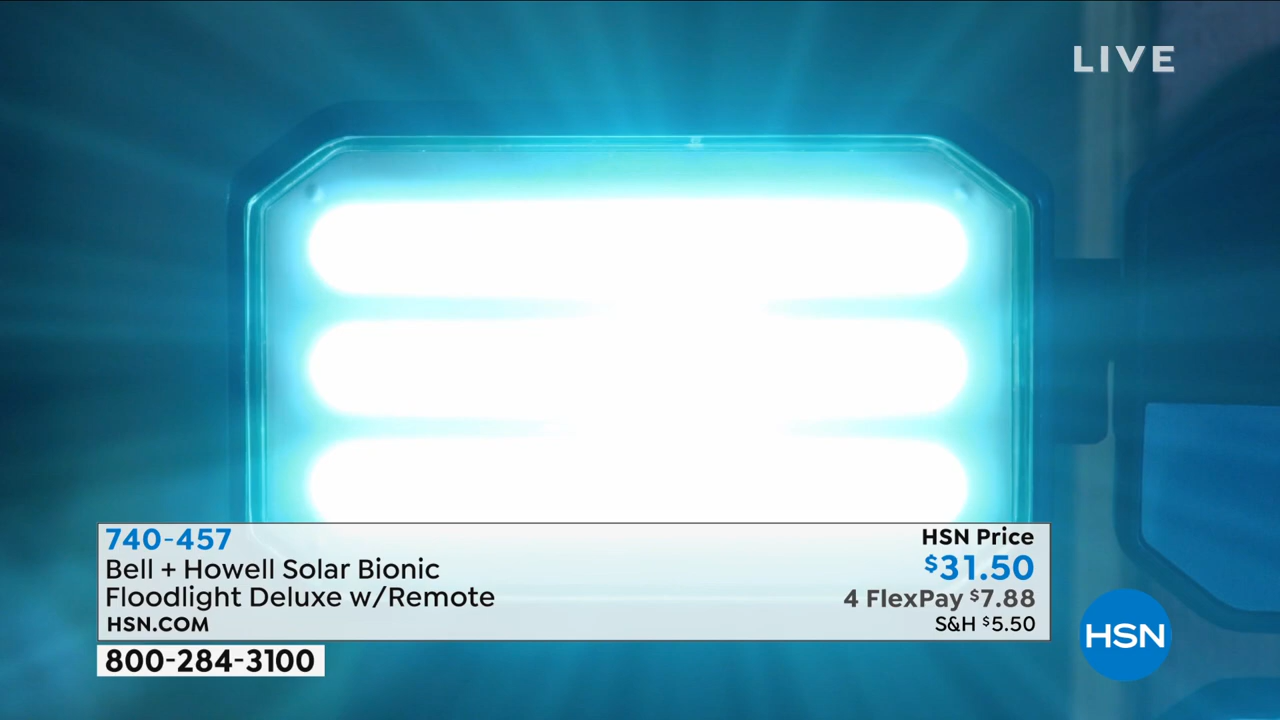 LIVE
740-457
Bell + Howell Solar Bionic
Floodlight Deluxe w/Remote
HSN.COM
HSN Price
$31.50
4 FlexPay $7.88
S&H $5.50
800-284-3100
HSN